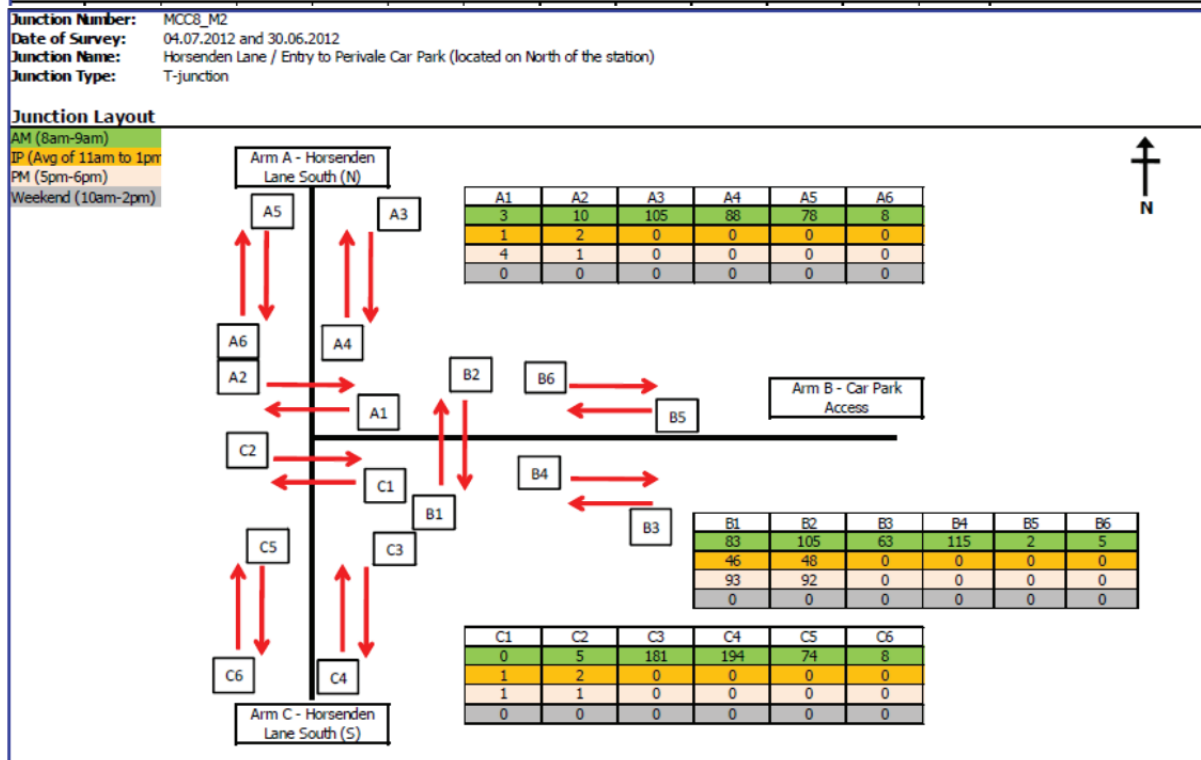 Junction Number: MCC8_M2
Date of Survey: 04.07.2012 and 30.06.2012
Junction Name: Horsenden Lane / Entry to Perivale Car Park (located on North of the station)
Junction Type: T-junction
Junction Layout
AM (8am-9am)
IP (Avg of 11am to 1pm
PM (5pm-6pm)
Weekend (10am-2pm)
Arm A - Horsenden
Lane South (N)
N
A5
A3
A6
A4
A2
A1
A1 A2 A3 A4 A5 A6
3 10 105 88 78 8
1 2 0 0 0 0
4 1 0 0 0 0
0 0 0 0 0 0
B2
B6
B5
Arm B - Car Park
Access
C2
C1
B1
B4
B3
B1 B2 B3 B4 B5 B6
83 105 63 115 2 5
46 48 0 0 0 0
93 92 0 0 0 0
0 0 0 0 0 0
C5
C3
C6
C4
C1 C2 C3 C4 C5 C6
0 5 181 194 74 8
1 2 0 0 0 0
1 1 0 0 0 0
0 0 0 0 0 0
Arm C - Horsenden
Lane South (S)